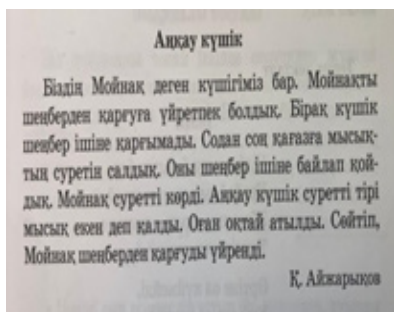 Аңқау күшік
Біздің Мойнақ деген күшігіміз бар. Мойнақты
шеңберден қарғуға үйретпек болдық. Бірақ күшік
шеңбер ішіне қарғымады. Содан соң қағазға мысық-
тың суретін салдық. Оны шеңбер ішіне байлап қой-
дық. Мойнақ суретті көрді. Аңқау күшік суретті тірі
мысық екен деп қалды. Оған оқтай атылды. Сөйтіп,
Мойнақ шеңберден қарғуды үйренді.
Қ. Айжарықов